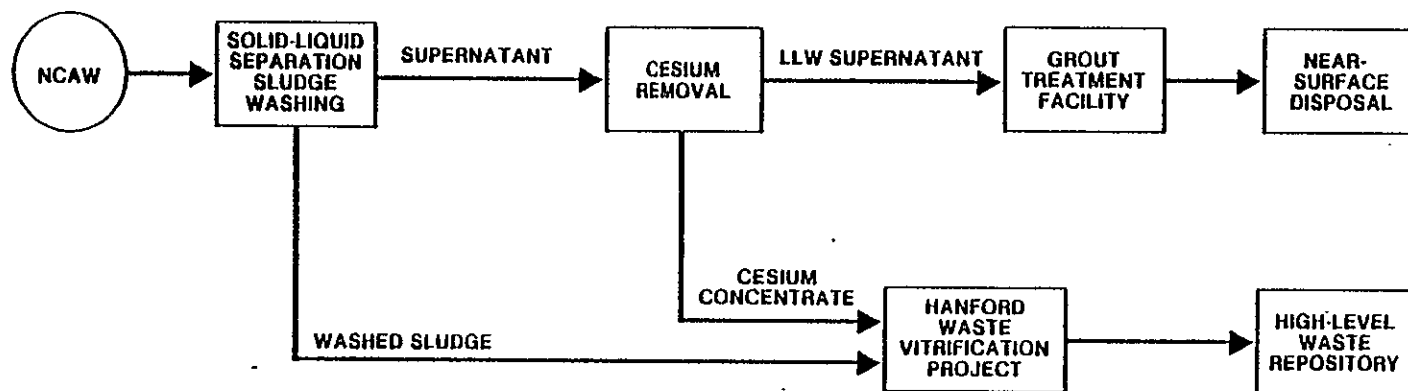 NCAW
SOLID-LIQUID
SEPARATION
SLUDGE
WASHING
SUPERNATANT
CESIUM
REMOVAL
LLW SUPERNATANT
GROUT
TREATMENT
FACILITY
NEAR-
SURFACE
DISPOSAL
CESIUM
CONCENTRATE
WASHED SLUDGE
HANFORD
WASTE
VITRIFICATION
PROJECT
HIGH-LEVEL
WASTE
REPOSITORY